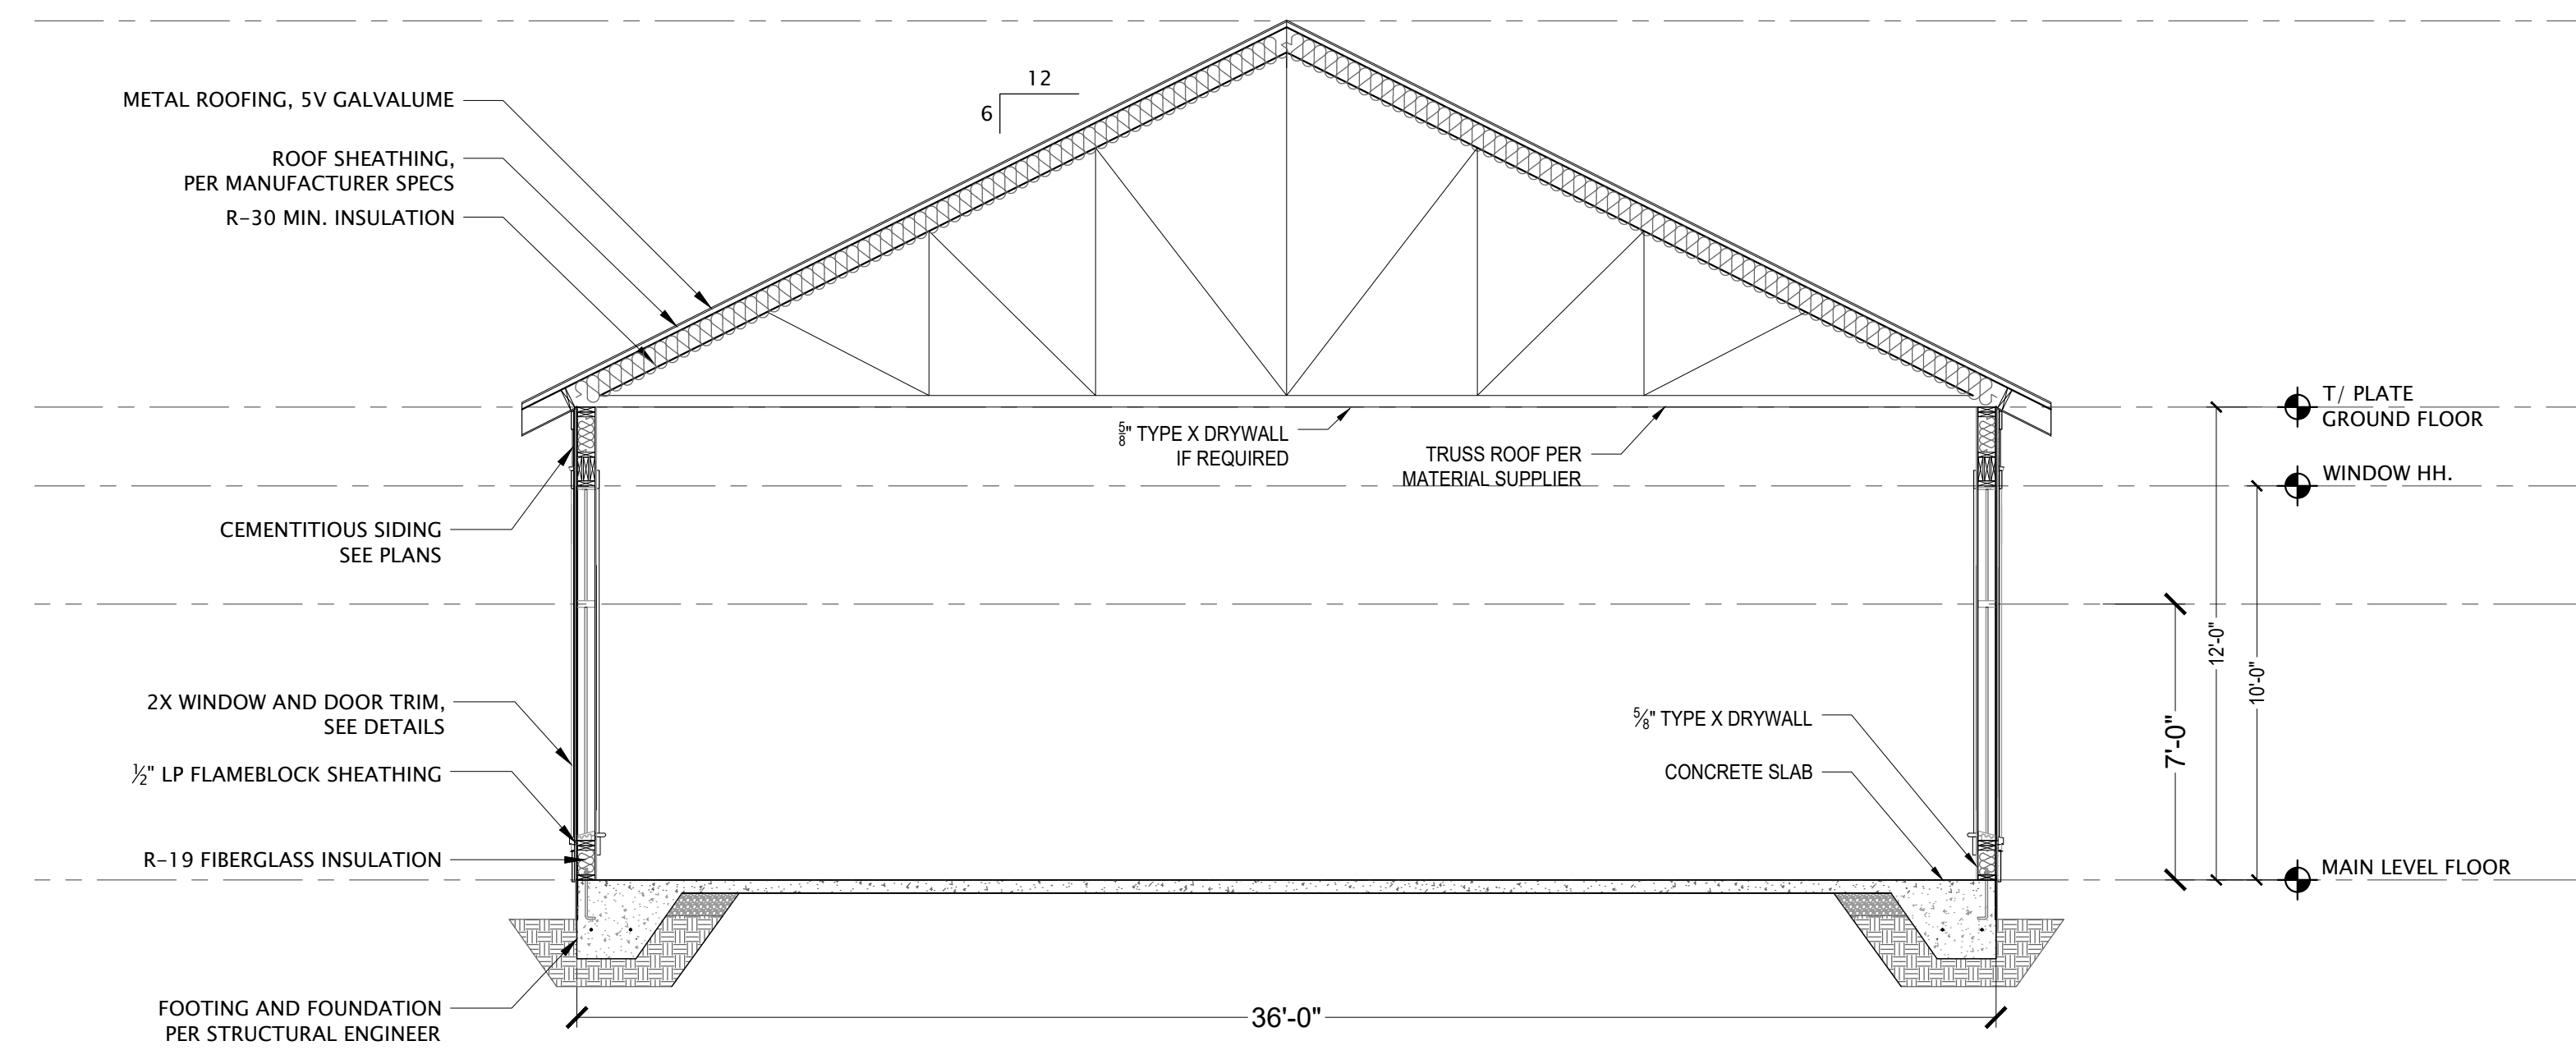 12
6
METAL ROOFING, 5V GALVALUME
ROOF SHEATHING,
PER MANUFACTURER SPECS
R-30 MIN. INSULATION
T/ PLATE
GROUND FLOOR
5/8" TYPE X DRYWALL
IF REQUIRED
TRUSS ROOF PER
MATERIAL SUPPLIER
WINDOW HH.
CEMENTITIOUS SIDING
SEE PLANS
12'-0"
10'-0"
7'-0"
2X WINDOW AND DOOR TRIM,
SEE DETAILS
5/8" TYPE X DRYWALL
1/2" LP FLAMEBLOCK SHEATHING
CONCRETE SLAB
R-19 FIBERGLASS INSULATION
MAIN LEVEL FLOOR
FOOTING AND FOUNDATION
PER STRUCTURAL ENGINEER
36'-0"